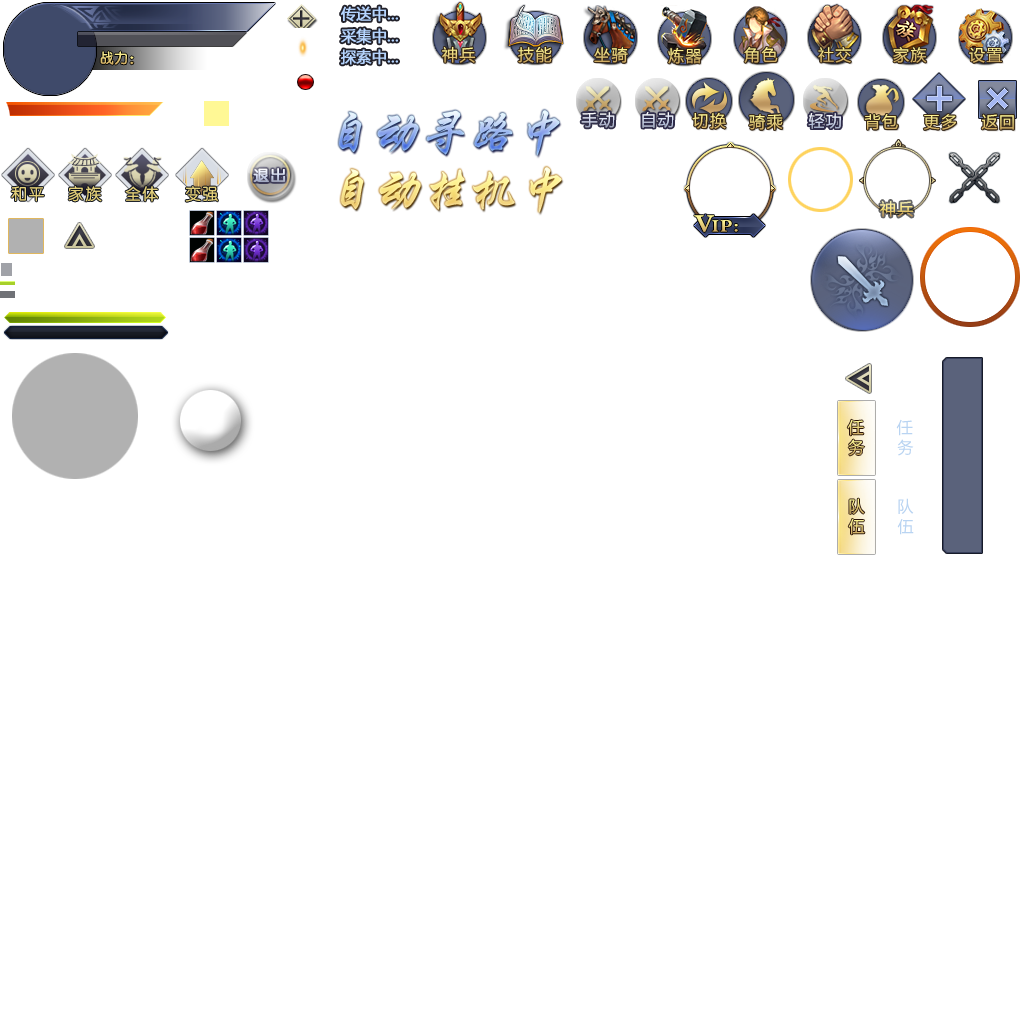 战力:
传送中...
采集中...
探索中...
神兵
技能
坐骑
炼器
角色
社交
家族
设置
手动
自动
切换
骑乘
轻功
背包
更多
返回
自动寻路中
自动挂机中
和平
家族
全体
变强
退出
VIP:
神兵
任务
任务
队伍
队伍